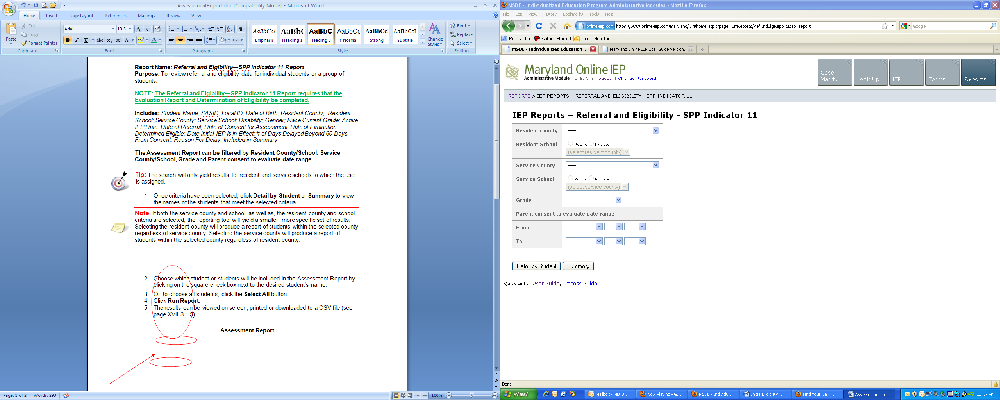 AssessementReport.doc [Compatibility Mode] - Microsoft Word
Home Insert Page Layout References Mailings Review View
Paste
Cut
Copy
Format Painter
Clipboard
Arial 13.5
B I U abc x₂ x² Aa
ab A
Font
Paragraph
AaBbCcI AaBbC AaBbC AaBbCc AaBbCcl AaBbCcI
Emphasis Heading 1 Heading 3 ¶ Normal Strong Subtitle
Change Styles
Styles
Find
Replace
Select
Editing
Report Name: Referral and Elgibility—SPP Indicator 11 Report
Purpose: To review referral and eligibility data for individual students or a group of
students.
NOTE: The Referral and Elgibility—SPP Indicator 11 Report requires that the
Evaluation Report and Determination of Eligibility be completed.
Includes: Student Name; SASID; Local ID; Date of Birth; Resident County; Resident
School; Service County; Service School; Disability; Gender; Race Current Grade; Active
IEP Date; Date of Referral; Date of Consent for Assessment; Date of Evaluation
Determined Eligible: Date Initial IEP is in Effect; # of Days Delayed Beyond 60 Days
From Consent; Reason For Delay; Included in Summary
The Assessment Report can be filtered by Resident County/School, Service
County/School, Grade and Parent consent to evaluate date range.
Tip: The search will only yield results for resident and service schools to which the user
is assigned.
1. Once criteria have been selected, click Detail by Student or Summary to view
the names of the students that meet the selected criteria.
Note: If both the service county and school, as well as, the resident county and school
criteria are selected, the reporting tool will yield a smaller, more specific set of results.
Selecting the resident county will produce a report of students within the selected county
regardless of service county. Selecting the service county will produce a report of
students within the selected county regardless of resident county.
2. Choose which student or students will be included in the Assessment Report by
clicking on the square check box next to the desired student's name.
3. Or, to choose all students, click the Select All button.
4. Click Run Report.
5. The results can be viewed on screen, printed or downloaded to a CSV file (see
page XVII-3 – 5).
Assessment Report
Page: 1 of 2 Words: 293
100%
MSDE - Individualized Education Program Administrative Modules - Mozilla Firefox
File Edit View History Bookmarks Tools Help
online-iep.com https://www.online-iep.com/maryland/CM/home.aspx?page=CmReports/RefAndEligReport&tab=report
Google
Most Visited Getting Started Latest Headlines
MSDE - Individualized Education ... Maryland Online IEP User Guide Version...
Maryland Online IEP
Administrative Module CTE, CTE (logout) | Change Password
Case Matrix Look Up IEP Forms Reports
REPORTS > IEP REPORTS – REFERRAL AND ELIGIBILITY - SPP INDICATOR 11
IEP Reports – Referral and Eligibility - SPP Indicator 11
Resident County -----
Resident School Public Private
(select resident county)
Service County -----
Service School Public Private
(select service county)
Grade -----
Parent consent to evaluate date range
From ----- ----- -----
To ----- ----- -----
Detail by Student Summary
Quick Links: User Guide, Process Guide
Done
start Mailbox - MD O... Now Playing - G... MSDE - Individu... Initial Eligibility ... Find Your Car: ... AssessementRe... 12:14 PM